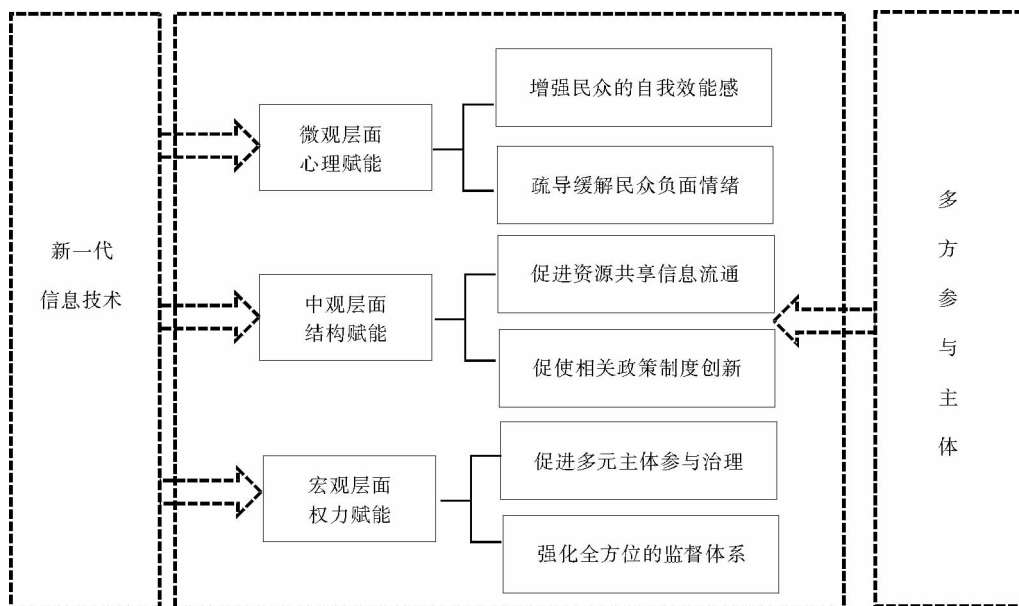 新一代
信息技术
微观层面
心理赋能
增强民众的自我效能感
疏导缓解民众负面情绪
中观层面
结构赋能
促进资源共享信息流通
促使相关政策制度创新
宏观层面
权力赋能
促进多元主体参与治理
强化全方位的监督体系
多
方
参
与
主
体